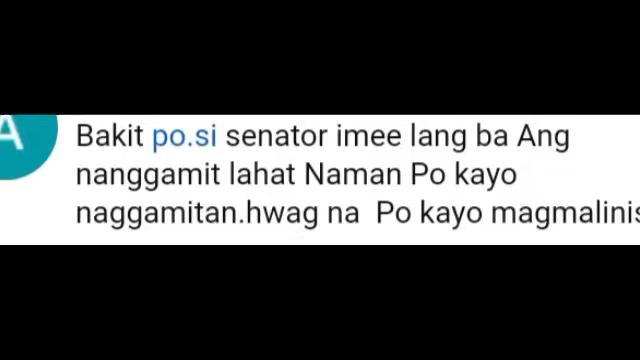 A
Bakit po.si senator imee lang ba Ang
nanggamit lahat Naman Po kayo
naggamitan.hwag na Po kayo magmalinis